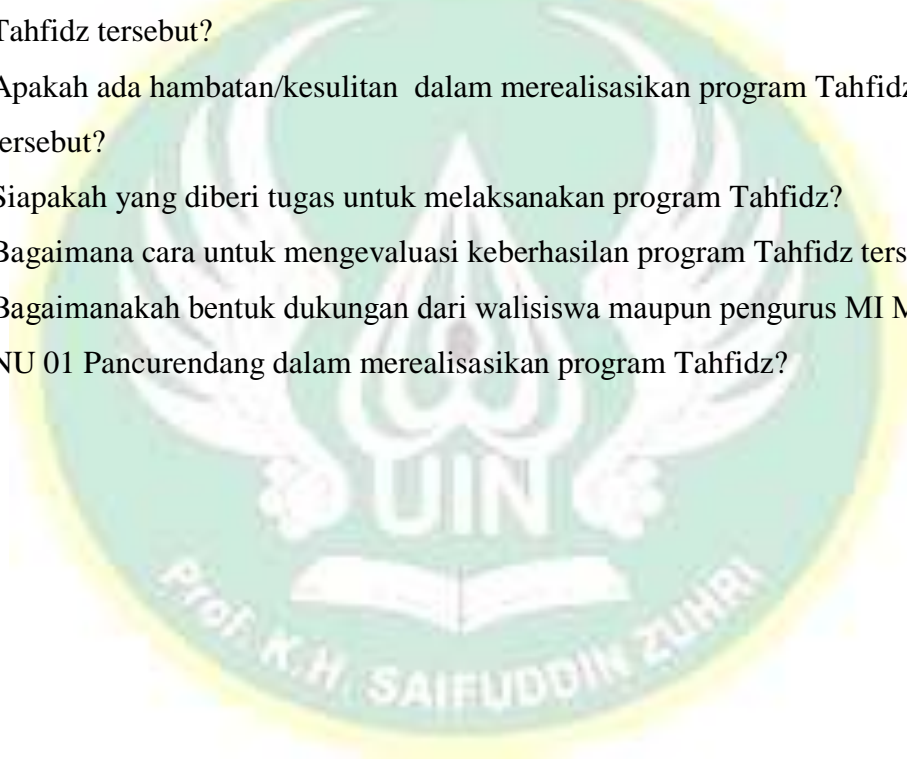 Tahfidz tersebut?
Apakah ada hambatan/kesulitan dalam merealisasikan program Tahfidz
tersebut?
Siapakah yang diberi tugas untuk melaksanakan program Tahfidz?
Bagaimana cara untuk mengevaluasi keberhasilan program Tahfidz
Bagaimanakah bentuk dukungan dari walisiswa maupun pengurus MI
NU 01 Pancurendang dalam merealisasikan program Tahfidz?
UIN
Prof. K.H. SAIFUDDIN ZUHRI